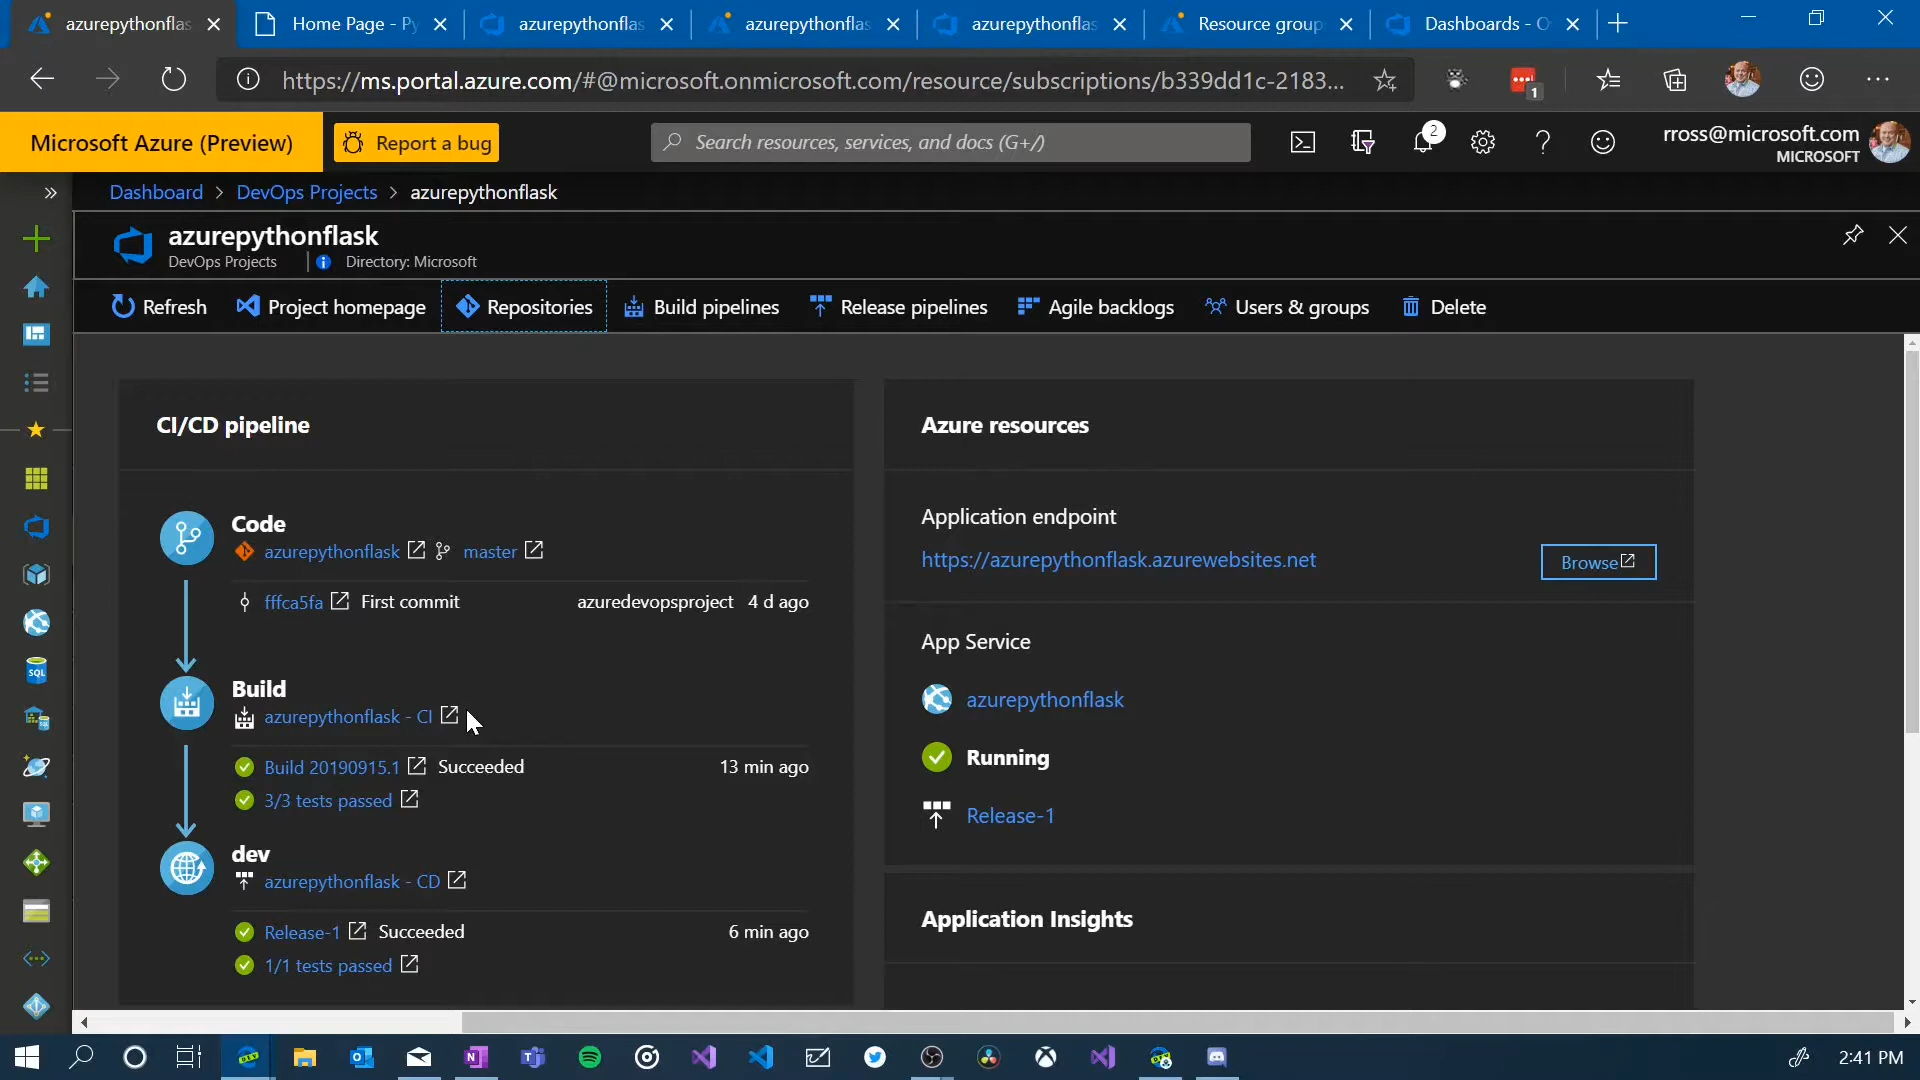 azurepythonflas
Home Page - Py
azurepythonflas
azurepythonflas
azurepythonflas
Resource group
Dashboards - O
https://ms.portal.azure.com/#@microsoft.onmicrosoft.com/resource/subscriptions/b339dd1c-2183...
1
Microsoft Azure (Preview)
Report a bug
Search resources, services, and docs (G+/)
2
rross@microsoft.com
MICROSOFT
Dashboard > DevOps Projects > azurepythonflask
azurepythonflask
DevOps Projects
Directory: Microsoft
Refresh
Project homepage
Repositories
Build pipelines
Release pipelines
Agile backlogs
Users & groups
Delete
CI/CD pipeline
Code
azurepythonflask
master
fffca5fa
First commit
azuredevopsproject
4 d ago
Build
azurepythonflask - CI
Build 20190915.1
Succeeded
13 min ago
3/3 tests passed
dev
azurepythonflask - CD
Release-1
Succeeded
6 min ago
1/1 tests passed
Azure resources
Application endpoint
https://azurepythonflask.azurewebsites.net
Browse
App Service
azurepythonflask
Running
Release-1
Application Insights
SQL
DEV
2:41 PM